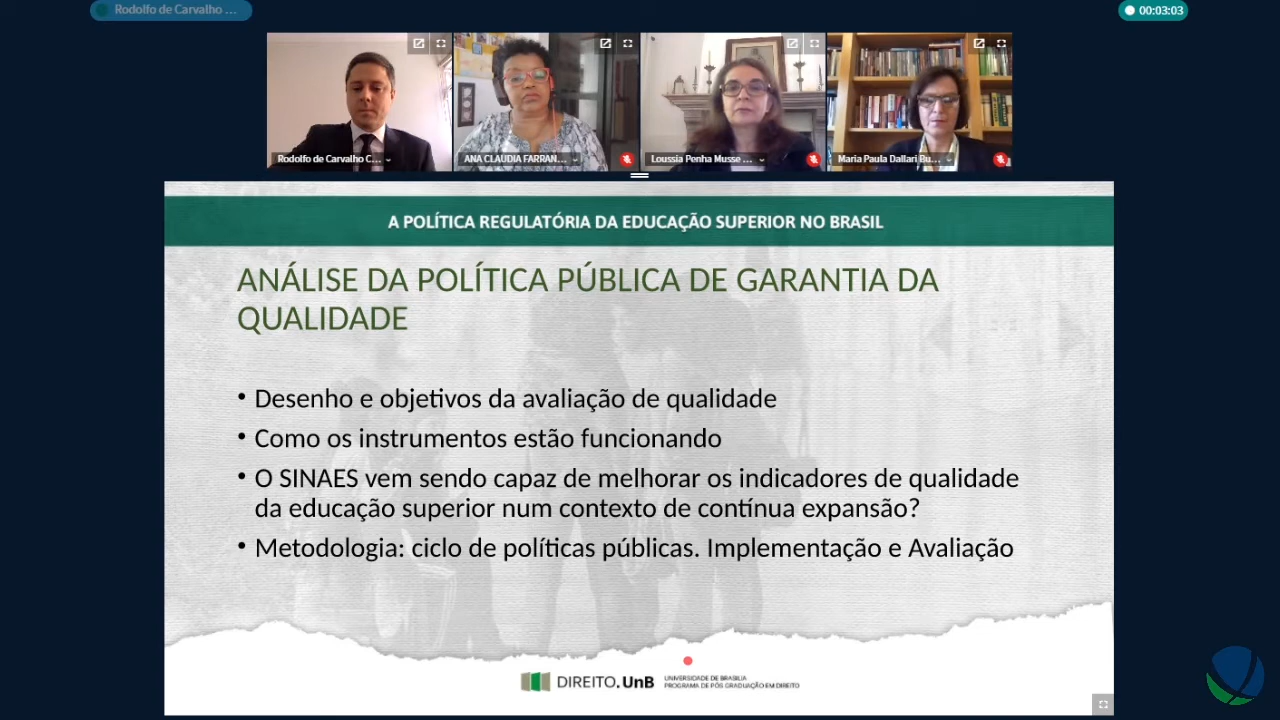 Rodolfo de Carvalho ...
00:03:03
Rodolfo de Carvalho C...
ANA CLAUDIA FARRAN...
Loussia Penha Musse ...
Maria Paula Dallari Bu...
A POLÍTICA REGULATÓRIA DA EDUCAÇÃO SUPERIOR NO BRASIL
ANÁLISE DA POLÍTICA PÚBLICA DE GARANTIA DA
QUALIDADE
• Desenho e objetivos da avaliação de qualidade
• Como os instrumentos estão funcionando
• O SINAES vem sendo capaz de melhorar os indicadores de qualidade
da educação superior num contexto de contínua expansão?
• Metodologia: ciclo de políticas públicas. Implementação e Avaliação
DIREITO.UnB
UNIVERSIDADE DE BRASÍLIA
PROGRAMA DE PÓS GRADUAÇÃO EM DIREITO